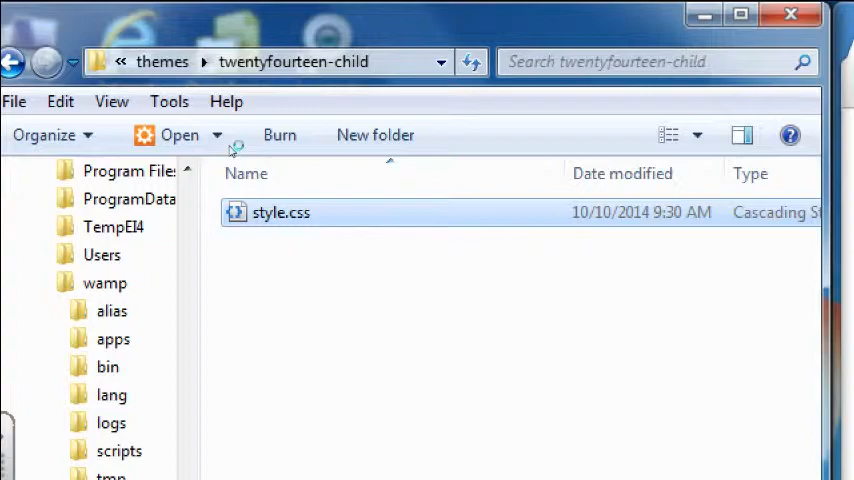 « themes twentyfourteen-child Search twentyfourteen-child
File Edit View Tools Help
Organize Open Burn New folder
Name Date modified Type
Program Files
ProgramData
TempEI4
Users
wamp
alias
apps
bin
lang
logs
scripts
tmp
style.css 10/10/2014 9:30 AM Cascading St